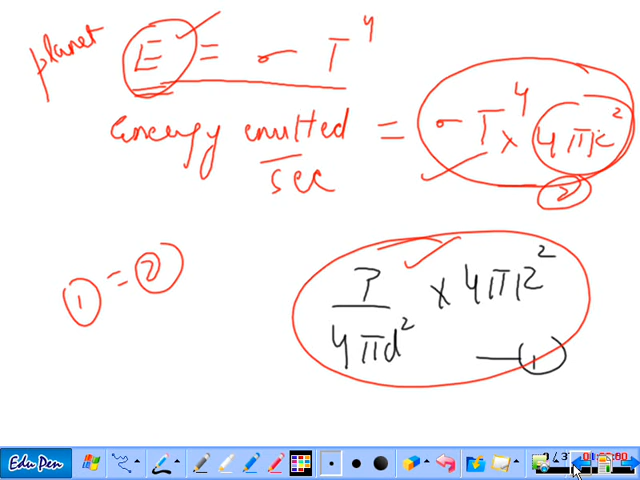 planet E = σ T⁴
energy emitted / sec = σ T⁴ × 4πR² ②
① = ②
P / 4πd² × 4πR² — ①
Edu Pen